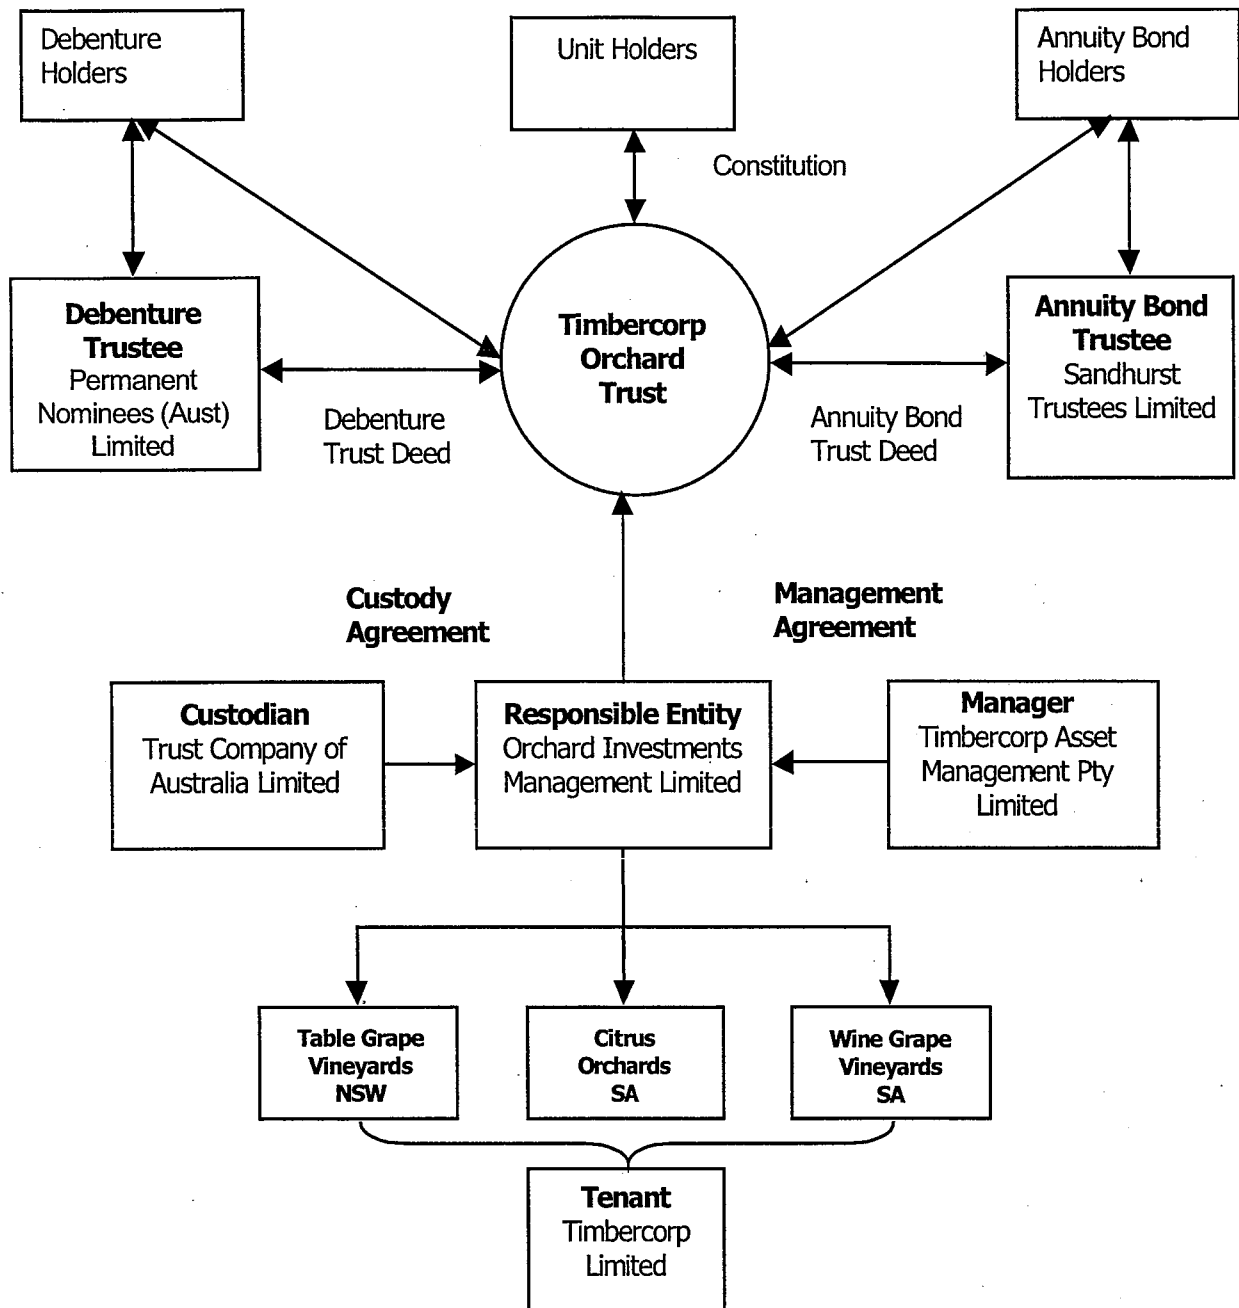 Debenture
Holders
Unit Holders
Annuity Bond
Holders
Constitution
Debenture
Trustee
Permanent
Nominees (Aust)
Limited
Timbercorp
Orchard
Trust
Annuity Bond
Trustee
Sandhurst
Trustees Limited
Debenture
Trust Deed
Annuity Bond
Trust Deed
Custody
Agreement
Management
Agreement
Custodian
Trust Company of
Australia Limited
Responsible Entity
Orchard Investments
Management Limited
Manager
Timbercorp Asset
Management Pty
Limited
Table Grape
Vineyards
NSW
Citrus
Orchards
SA
Wine Grape
Vineyards
SA
Tenant
Timbercorp
Limited